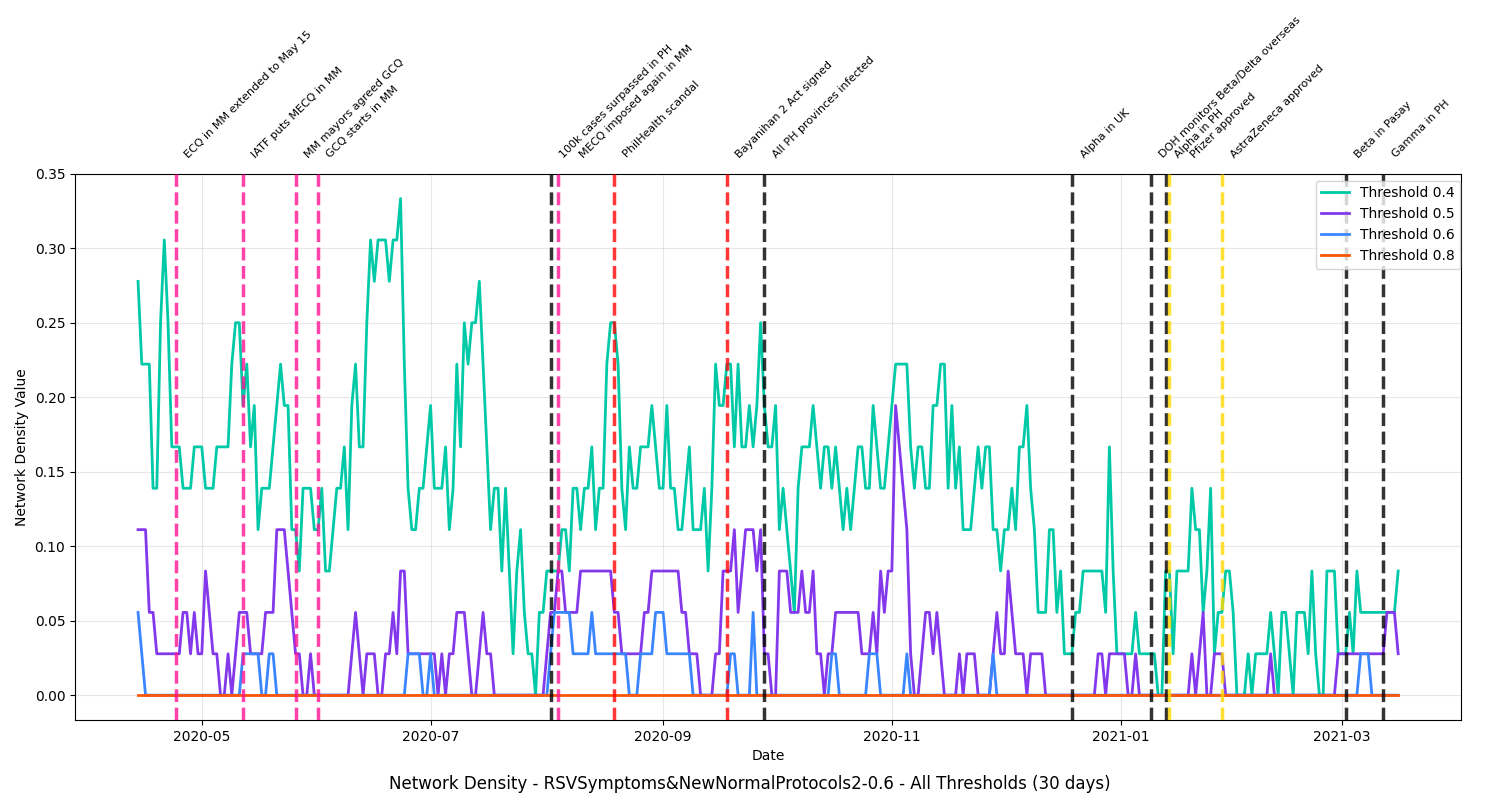 ECQ in MM extended to May 15
IATF puts MECQ in MM
MM mayors agreed GCQ
GCQ starts in MM
100k cases surpassed in PH
MECQ imposed again in MM
PhilHealth scandal
Bayanihan 2 Act signed
All PH provinces infected
Alpha in UK
DOH monitors Beta/Delta overseas
Alpha in PH
Pfizer approved
AstraZeneca approved
Beta in Pasay
Gamma in PH
Threshold 0.4
Threshold 0.5
Threshold 0.6
Threshold 0.8
Network Density Value
0.35
0.30
0.25
0.20
0.15
0.10
0.05
0.00
2020-05
2020-07
2020-09
2020-11
2021-01
2021-03
Date
Network Density - RSVSymptoms&NewNormalProtocols2-0.6 - All Thresholds (30 days)